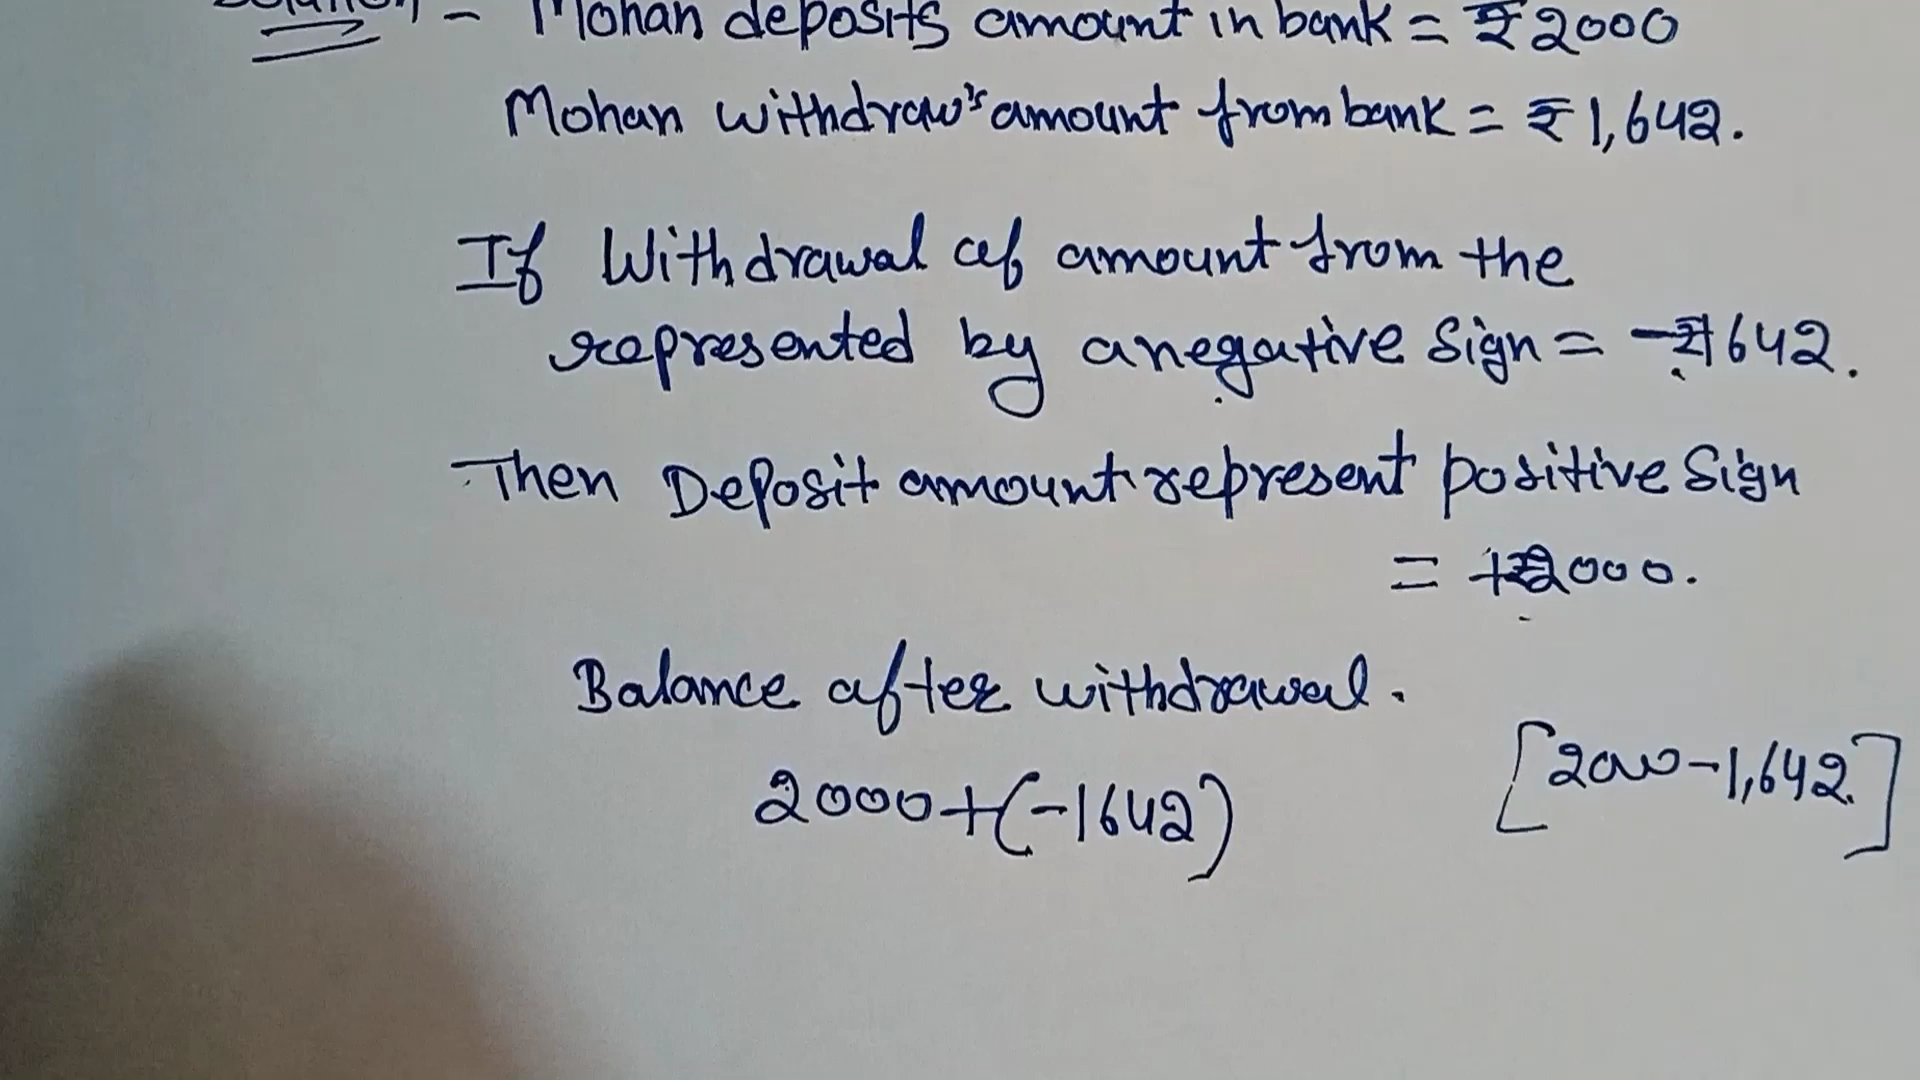 Solution - Mohan deposits amount in bank = ₹2000
Mohan withdraw's amount from bank = ₹1,642.
If Withdrawal of amount from the
represented by a negative Sign = -₹1642.
Then Deposit amount represent positive Sign
= +₹2000.
Balance after withdrawal.
2000+(-1642)
[2000-1,642.]